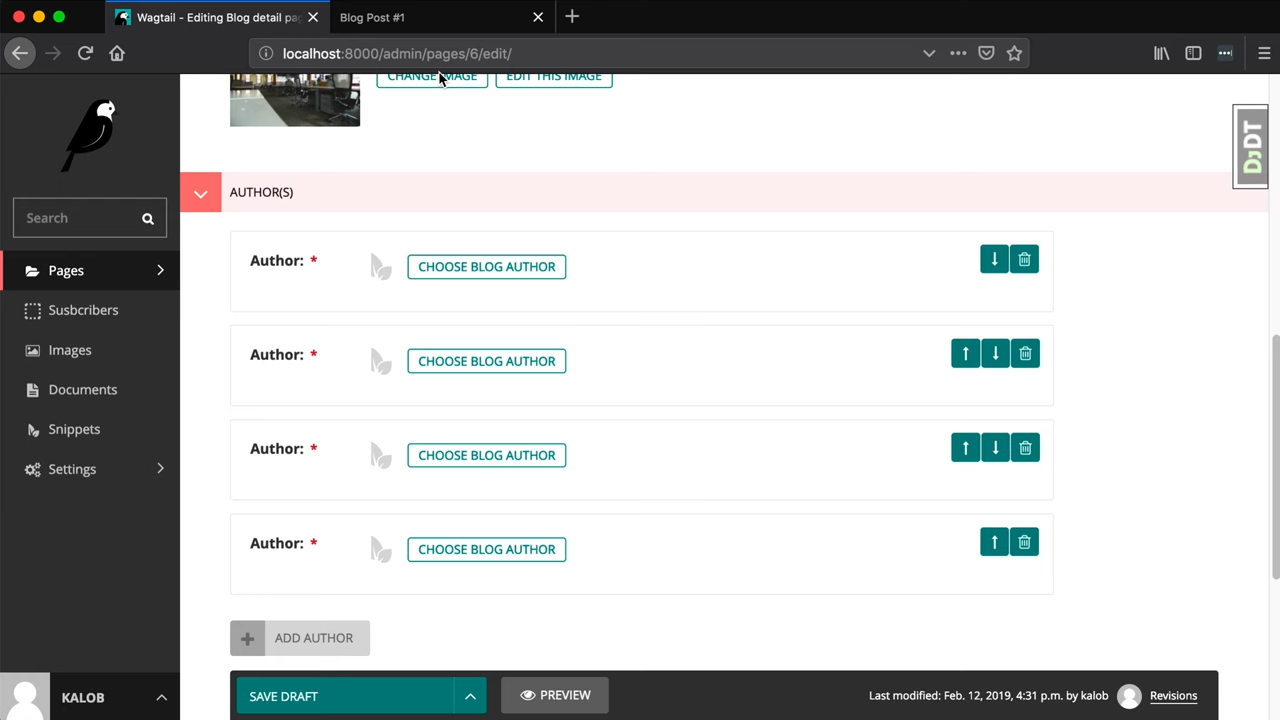 Wagtail - Editing Blog detail pa
Blog Post #1
localhost:8000/admin/pages/6/edit/
CHANGE IMAGE
EDIT THIS IMAGE
DJDT
AUTHOR(S)
Search
Author: *
CHOOSE BLOG AUTHOR
Pages
Susbcribers
Author: *
CHOOSE BLOG AUTHOR
Images
Documents
Snippets
Author: *
CHOOSE BLOG AUTHOR
Settings
Author: *
CHOOSE BLOG AUTHOR
ADD AUTHOR
KALOB
SAVE DRAFT
PREVIEW
Last modified: Feb. 12, 2019, 4:31 p.m. by kalob
Revisions